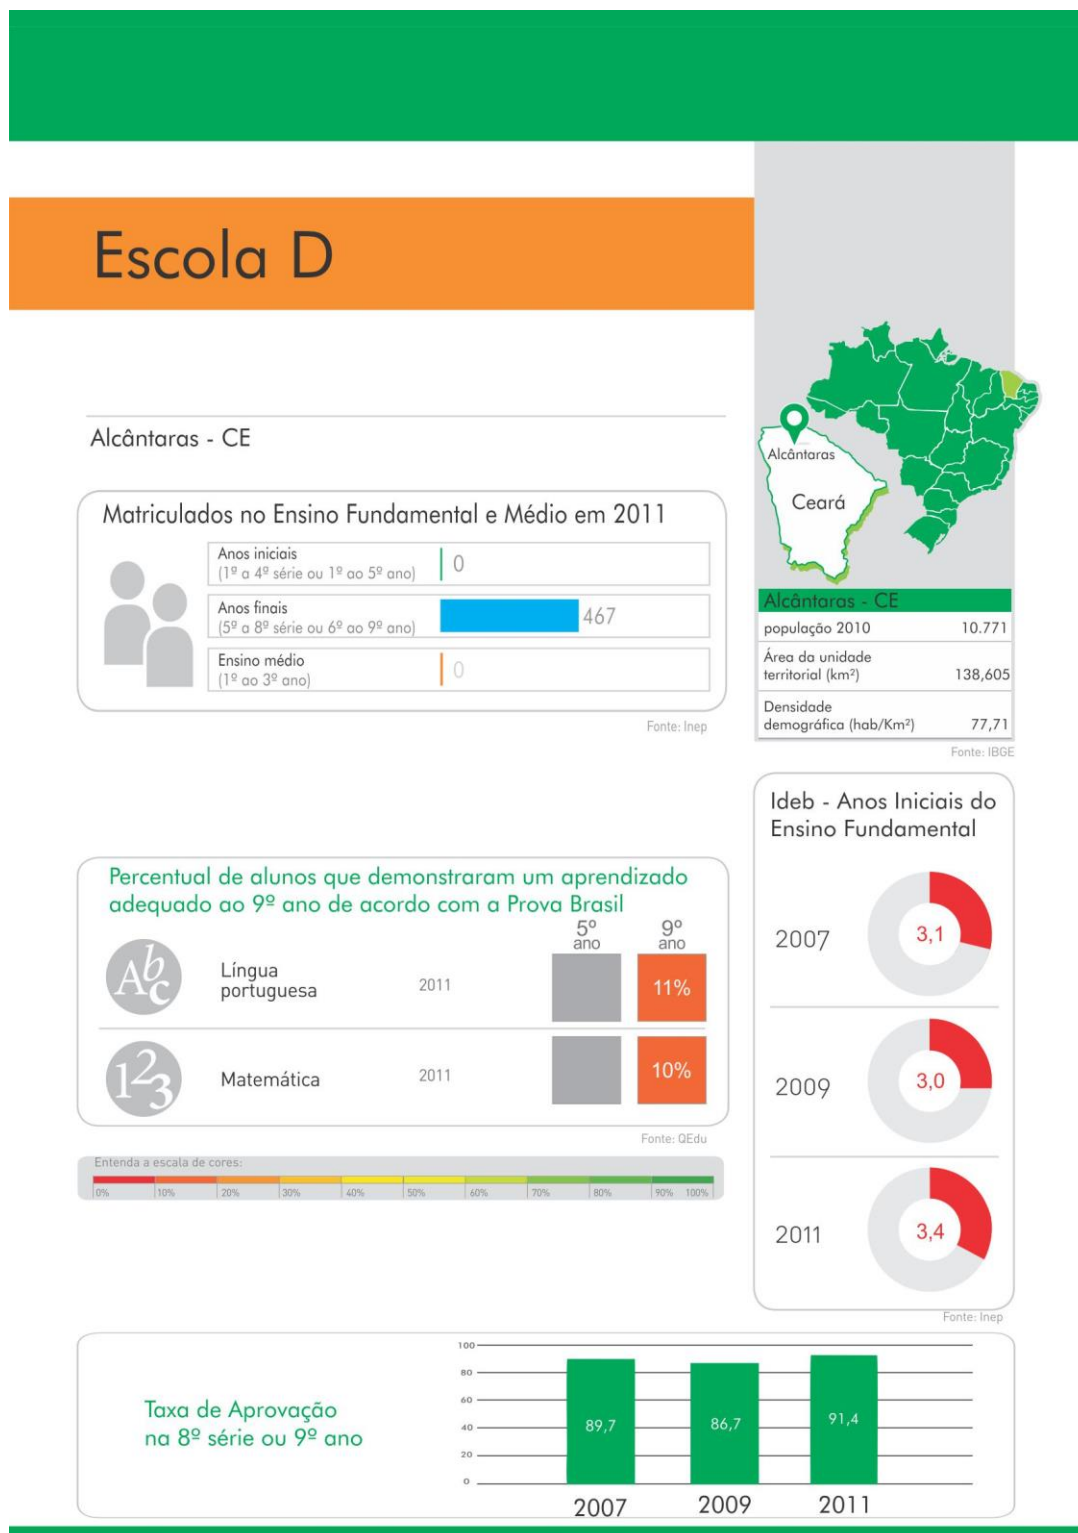 Escola D
Alcântaras - CE
Matriculados no Ensino Fundamental e Médio em 2011
Anos iniciais
(1º a 4º série ou 1º ao 5º ano)
0
Anos finais
(5º a 8º série ou 6º ao 9º ano)
467
Ensino médio
(1º ao 3º ano)
0
Fonte: Inep
Alcântaras
Ceará
Alcântaras - CE
população 2010 10.771
Área da unidade
territorial (km²) 138,605
Densidade
demográfica (hab/Km²) 77,71
Fonte: IBGE
Percentual de alunos que demonstraram um aprendizado
adequado ao 9º ano de acordo com a Prova Brasil
5º ano
9º ano
Abc
Língua
portuguesa
2011
11%
123
Matemática
2011
10%
Fonte: QEdu
Entenda a escala de cores:
0% 10% 20% 30% 40% 50% 60% 70% 80% 90% 100%
Ideb - Anos Iniciais do
Ensino Fundamental
2007
3,1
2009
3,0
2011
3,4
Fonte: Inep
Taxa de Aprovação
na 8º série ou 9º ano
100
80
60
40
20
0
89,7
86,7
91,4
2007 2009 2011